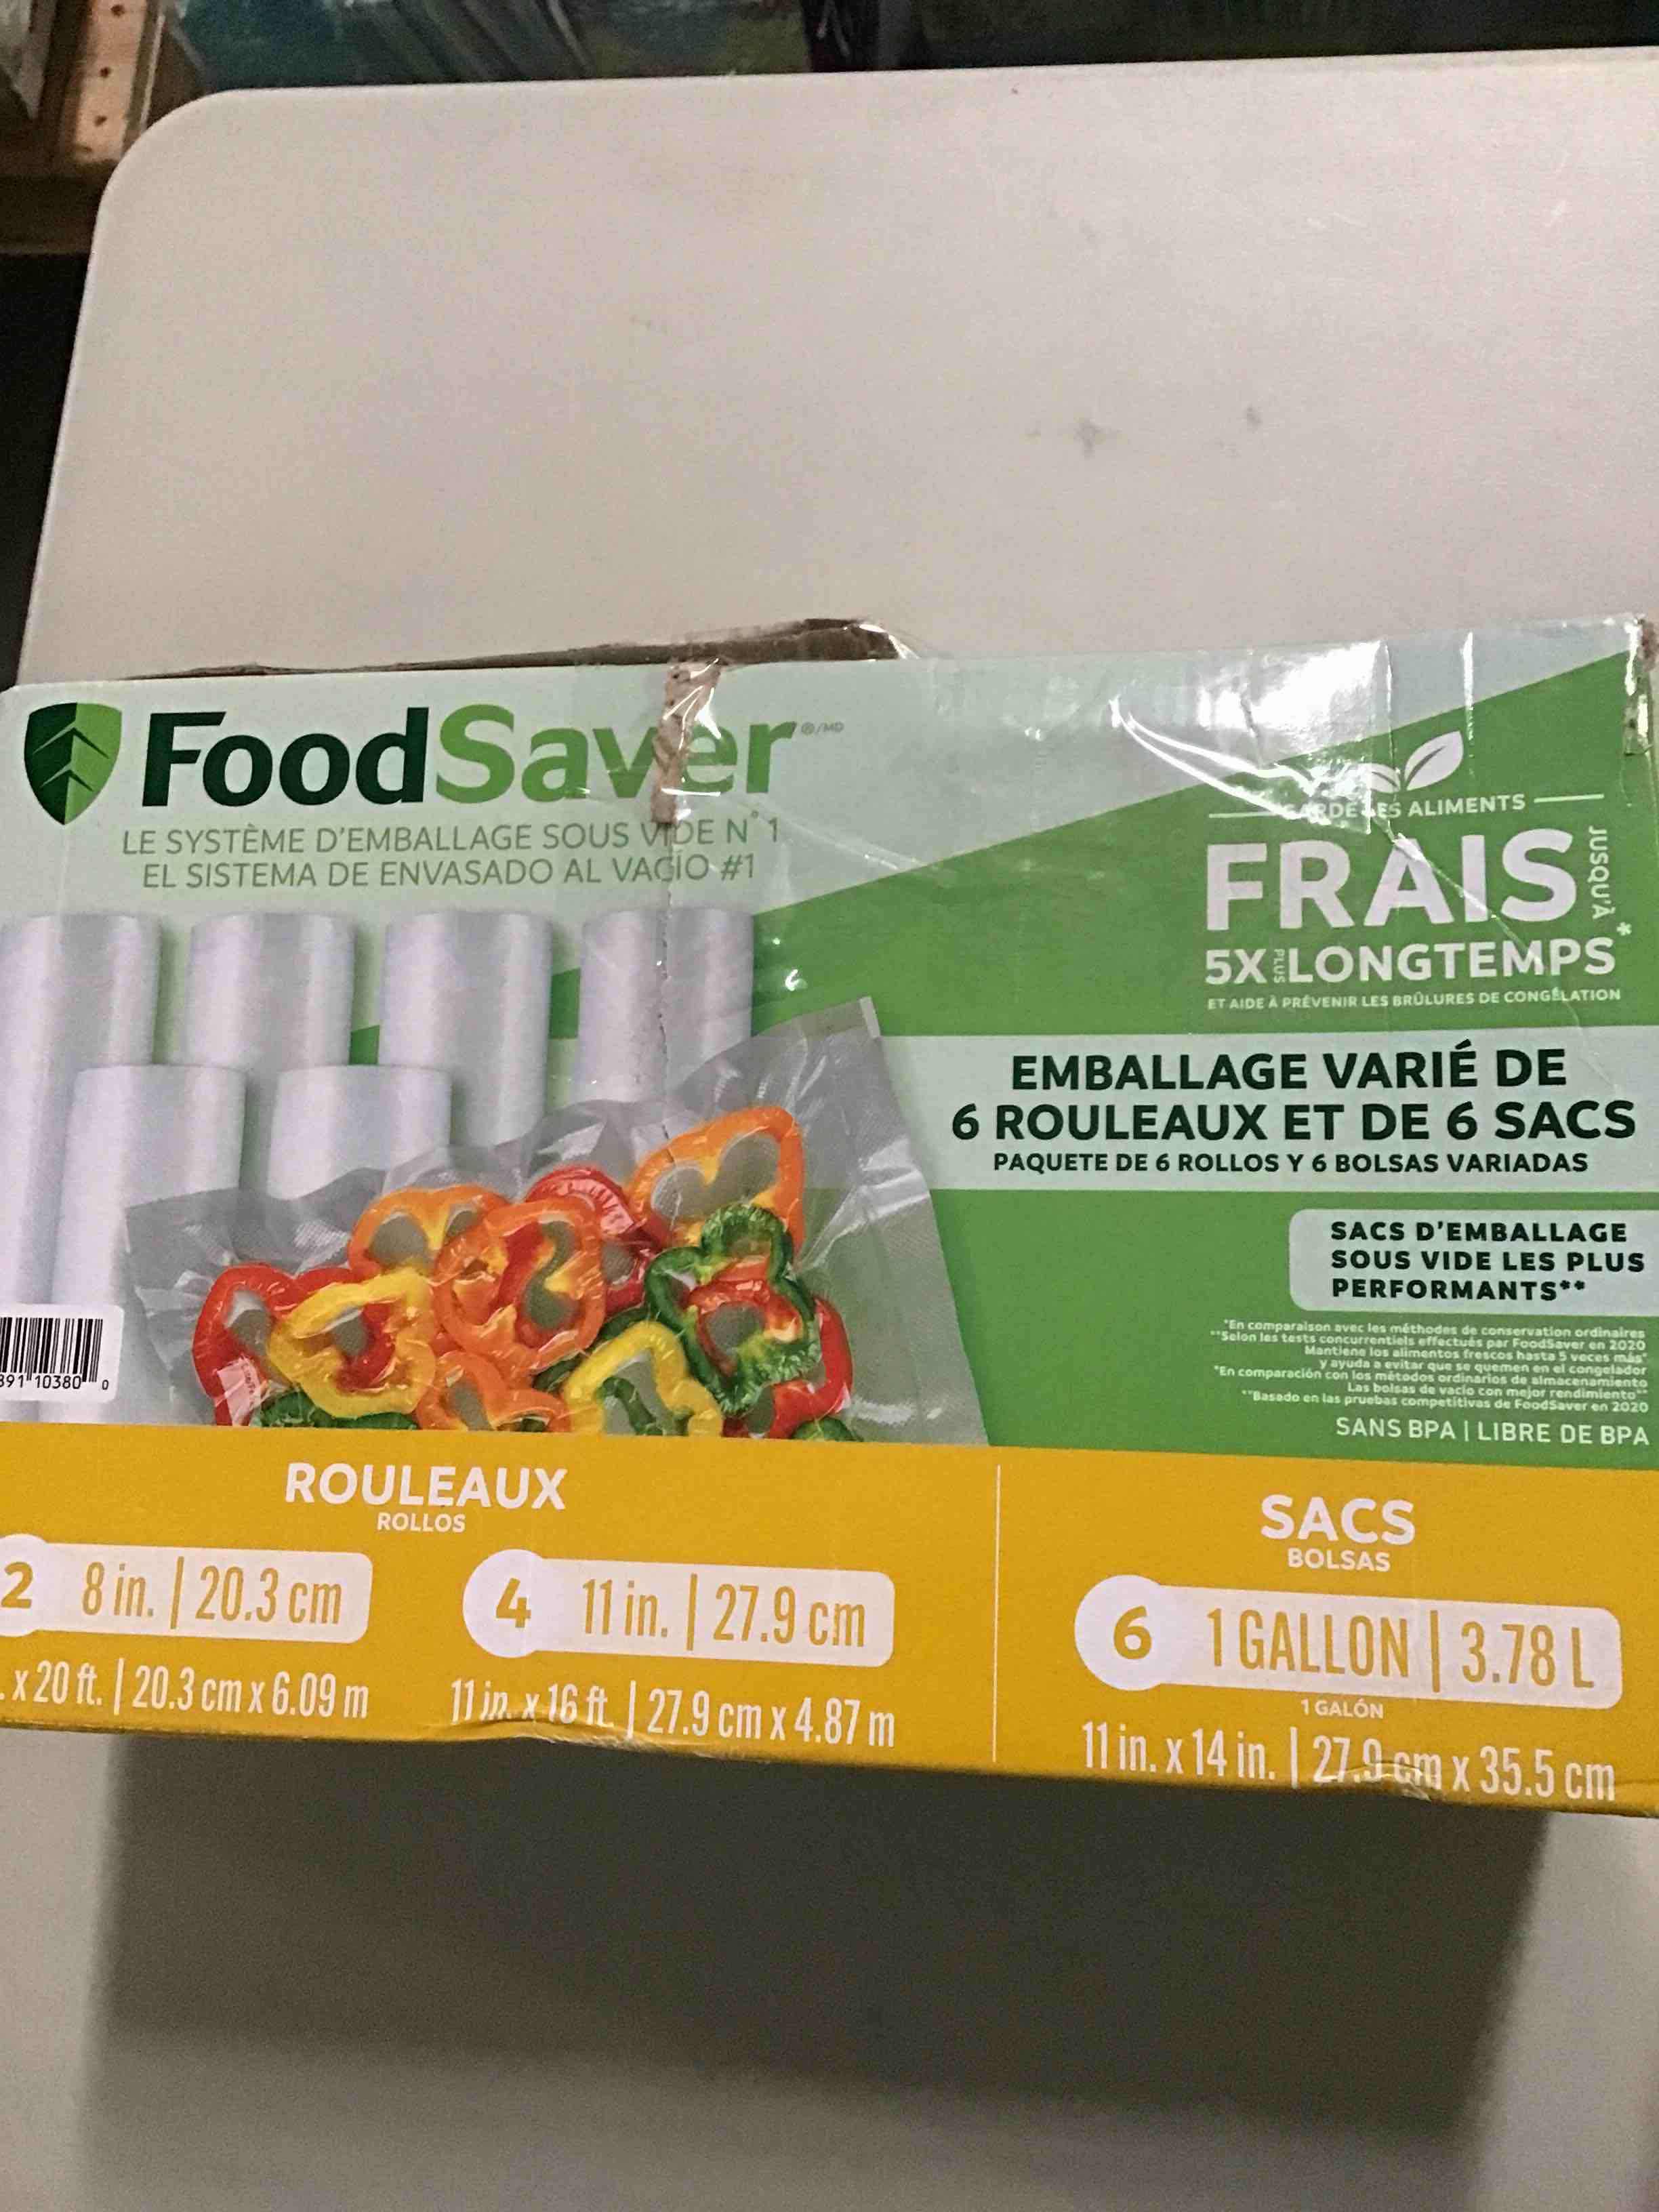 FoodSaver ®/MD
LE SYSTÈME D'EMBALLAGE SOUS VIDE N° 1
EL SISTEMA DE ENVASADO AL VACÍO #1
GARDE LES ALIMENTS
FRAIS JUSQU'À
5X PLUS LONGTEMPS*
ET AIDE À PRÉVENIR LES BRÛLURES DE CONGÉLATION
EMBALLAGE VARIÉ DE
6 ROULEAUX ET DE 6 SACS
PAQUETE DE 6 ROLLOS Y 6 BOLSAS VARIADAS
SACS D'EMBALLAGE
SOUS VIDE LES PLUS
PERFORMANTS**
*En comparaison avec les méthodes de conservation ordinaires
**Selon les tests concurrentiels effectués par FoodSaver en 2020
Mantiene los alimentos frescos hasta 5 veces más*
y ayuda a evitar que se quemen en el congelador
*En comparación con los métodos ordinarios de almacenamiento
Las bolsas de vacío con mejor rendimiento**
**Basado en las pruebas competitivas de FoodSaver en 2020
SANS BPA | LIBRE DE BPA
391 10380 0
ROULEAUX
ROLLOS
2 8 in. | 20.3 cm
. x 20 ft. | 20.3 cm x 6.09 m
4 11 in. | 27.9 cm
11 in. x 16 ft. | 27.9 cm x 4.87 m
SACS
BOLSAS
6 1 GALLON | 3.78 L
1 GALÓN
11 in. x 14 in. | 27.9 cm x 35.5 cm